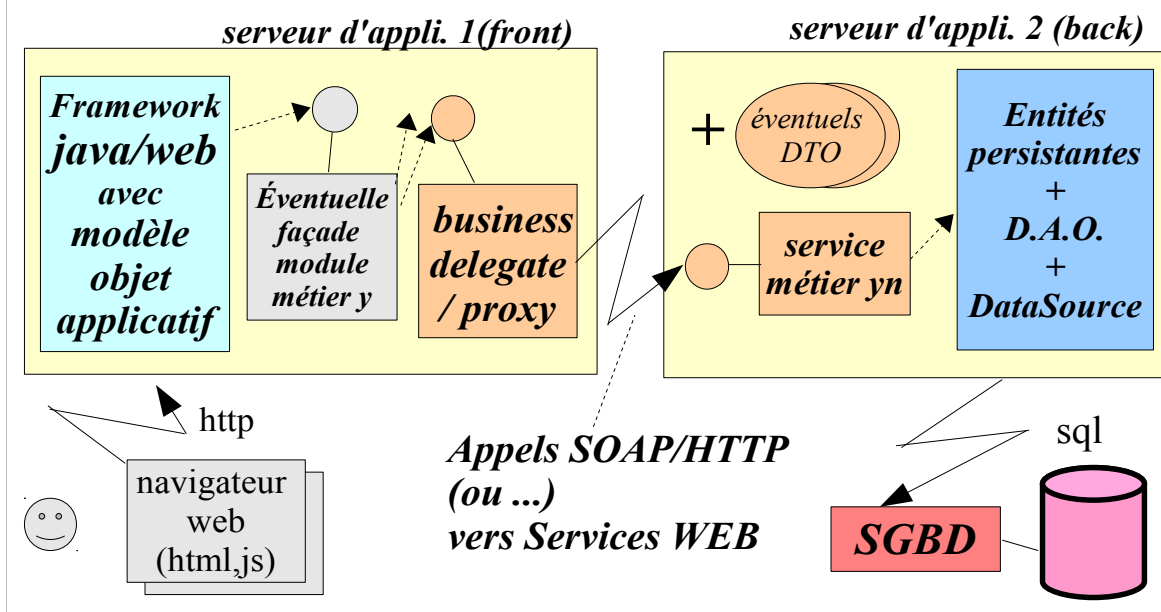 serveur d'appli. 1(front)
serveur d'appli. 2 (back)
Framework
java/web
avec
modèle
objet
applicatif
Éventuelle
façade
module
métier y
business
delegate
/ proxy
+
éventuels
DTO
service
métier yn
Entités
persistantes
+
D.A.O.
+
DataSource
http
navigateur
web
(html,js)
Appels SOAP/HTTP
(ou ...)
vers Services WEB
sql
SGBD